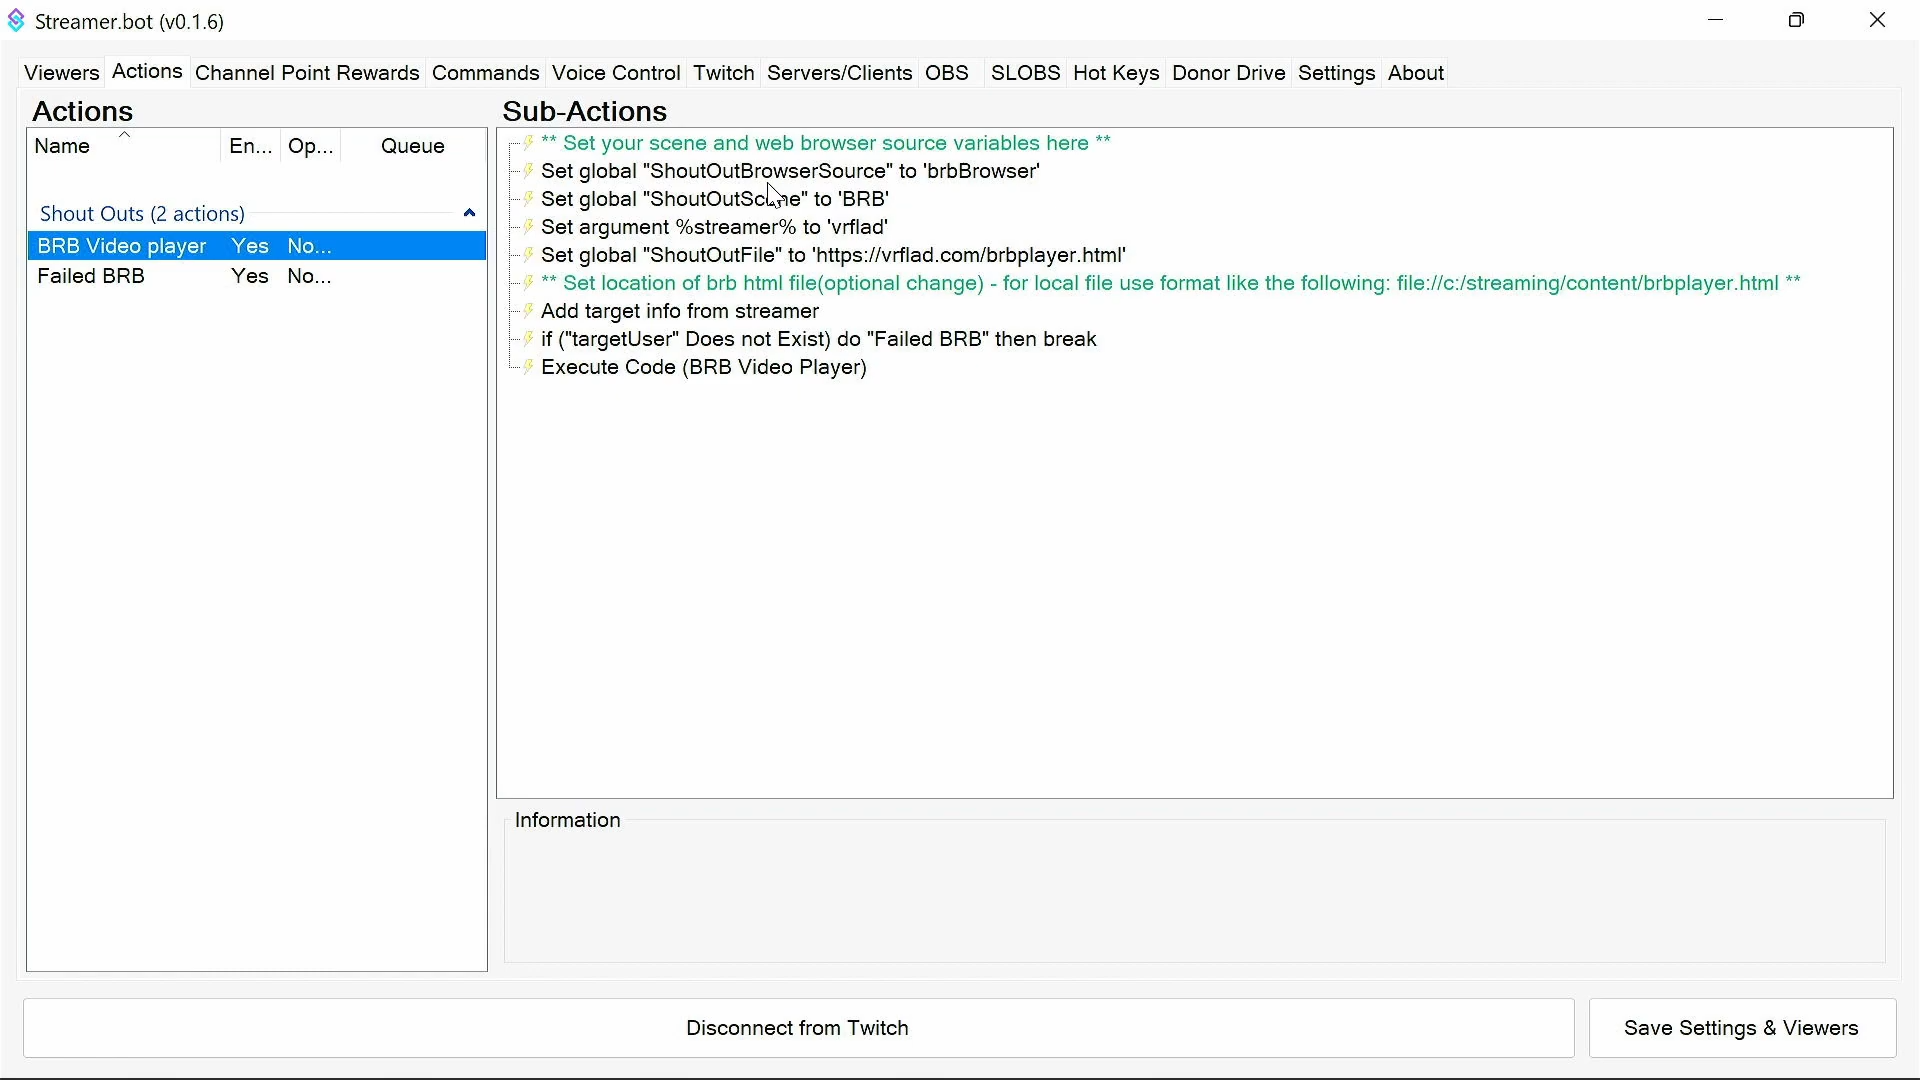 Streamer.bot (v0.1.6)
Viewers Actions Channel Point Rewards Commands Voice Control Twitch Servers/Clients OBS SLOBS Hot Keys Donor Drive Settings About
Actions
Name En... Op... Queue
Shout Outs (2 actions)
BRB Video player Yes No...
Failed BRB Yes No...
Sub-Actions
** Set your scene and web browser source variables here **
Set global "ShoutOutBrowserSource" to 'brbBrowser'
Set global "ShoutOutScene" to 'BRB'
Set argument %streamer% to 'vrflad'
Set global "ShoutOutFile" to 'https://vrflad.com/brbplayer.html'
** Set location of brb html file(optional change) - for local file use format like the following: file://c:/streaming/content/brbplayer.html **
Add target info from streamer
if ("targetUser" Does not Exist) do "Failed BRB" then break
Execute Code (BRB Video Player)
Information
Disconnect from Twitch
Save Settings & Viewers